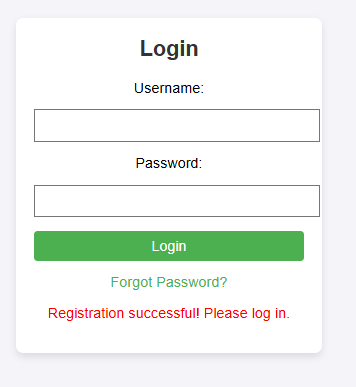 Login
Username:
Password:
Login
Forgot Password?
Registration successful! Please log in.